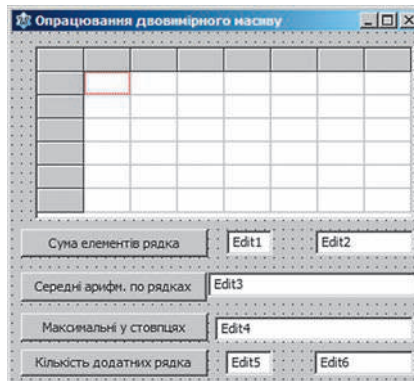 Опрацювання двовимірного масиву
Сума елементів рядка Edit1 Edit2
Середні арифм. по рядках Edit3
Максимальні у стовпцях Edit4
Кількість додатних рядка Edit5 Edit6